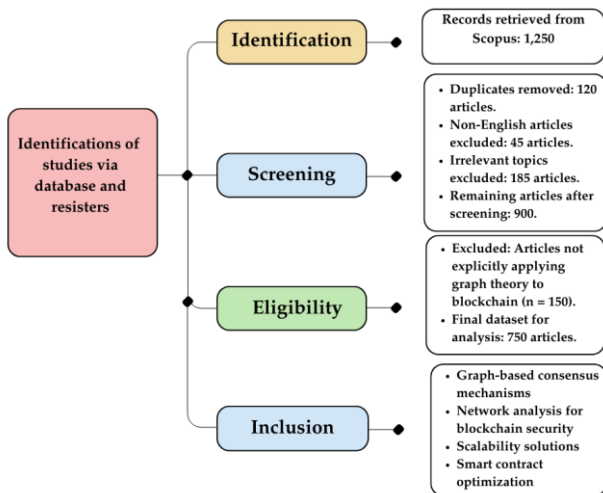 Identifications of
studies via
database and
resisters
Identification
Records retrieved from
Scopus: 1,250
Screening
• Duplicates removed: 120
articles.
• Non-English articles
excluded: 45 articles.
• Irrelevant topics
excluded: 185 articles.
• Remaining articles after
screening: 900.
Eligibility
• Excluded: Articles not
explicitly applying
graph theory to
blockchain (n = 150).
• Final dataset for
analysis: 750 articles.
Inclusion
• Graph-based consensus
mechanisms
• Network analysis for
blockchain security
• Scalability solutions
• Smart contract
optimization